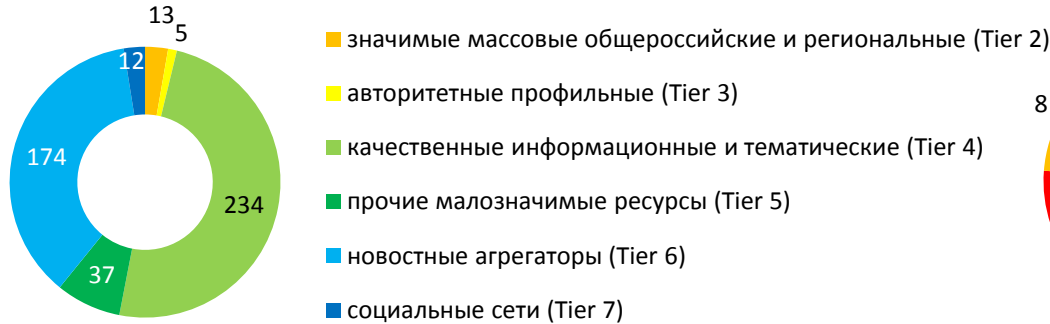 13
5
12
174
234
37
значимые массовые общероссийские и региональные (Tier 2)
авторитетные профильные (Tier 3)
качественные информационные и тематические (Tier 4)
прочие малозначимые ресурсы (Tier 5)
новостные агрегаторы (Tier 6)
социальные сети (Tier 7)
8